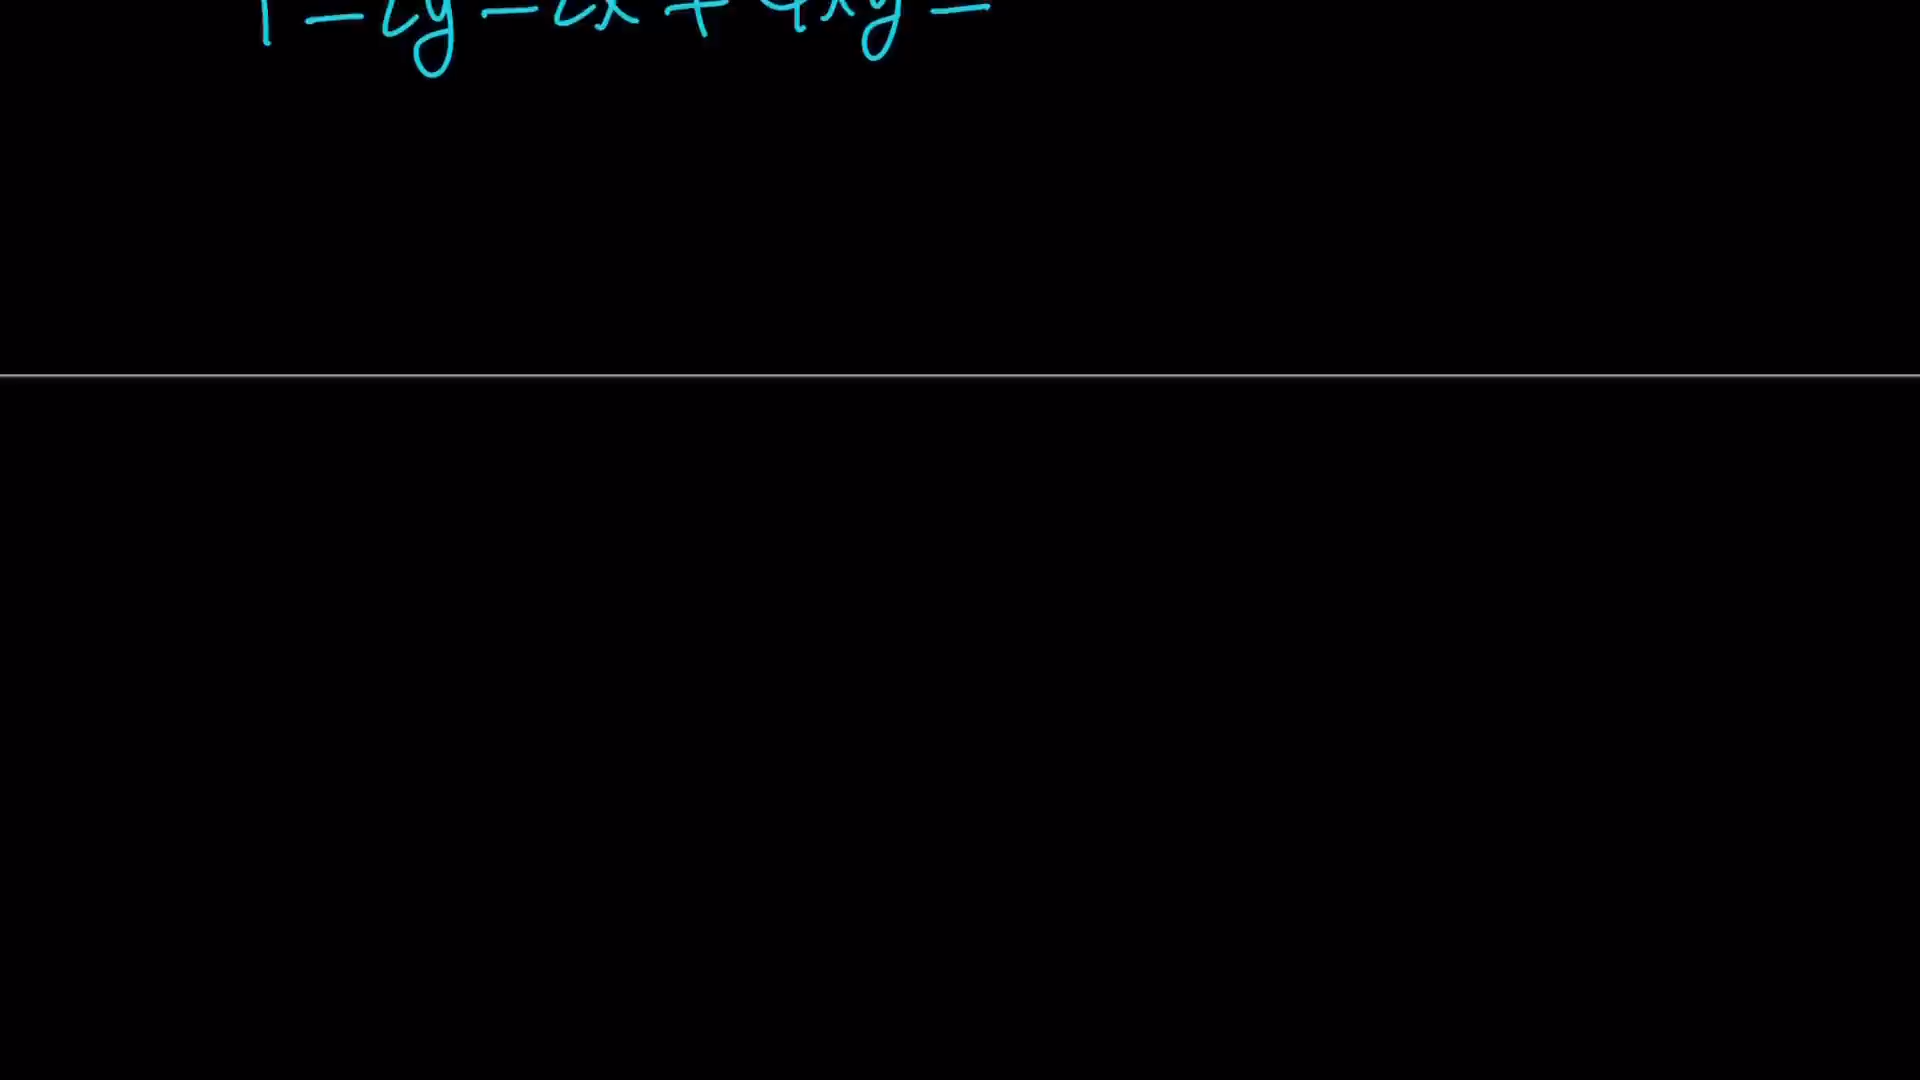 1 - 2y - 2x + 4xy =